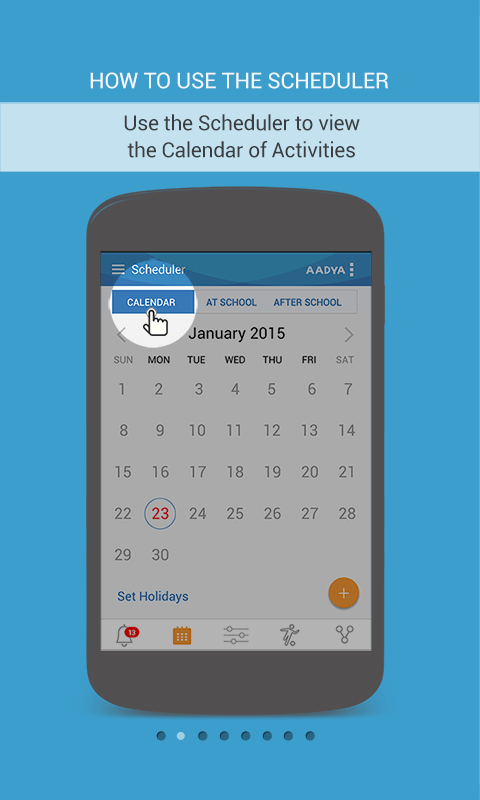 HOW TO USE THE SCHEDULER
Use the Scheduler to view
the Calendar of Activities
Scheduler AADYA
CALENDAR AT SCHOOL AFTER SCHOOL
January 2015
SUN MON TUE WED THU FRI SAT
1 2 3 4 5 6 7
8 9 10 11 12 13 14
15 16 17 18 19 20 21
22 23 24 25 26 27 28
29 30
Set Holidays
+
13